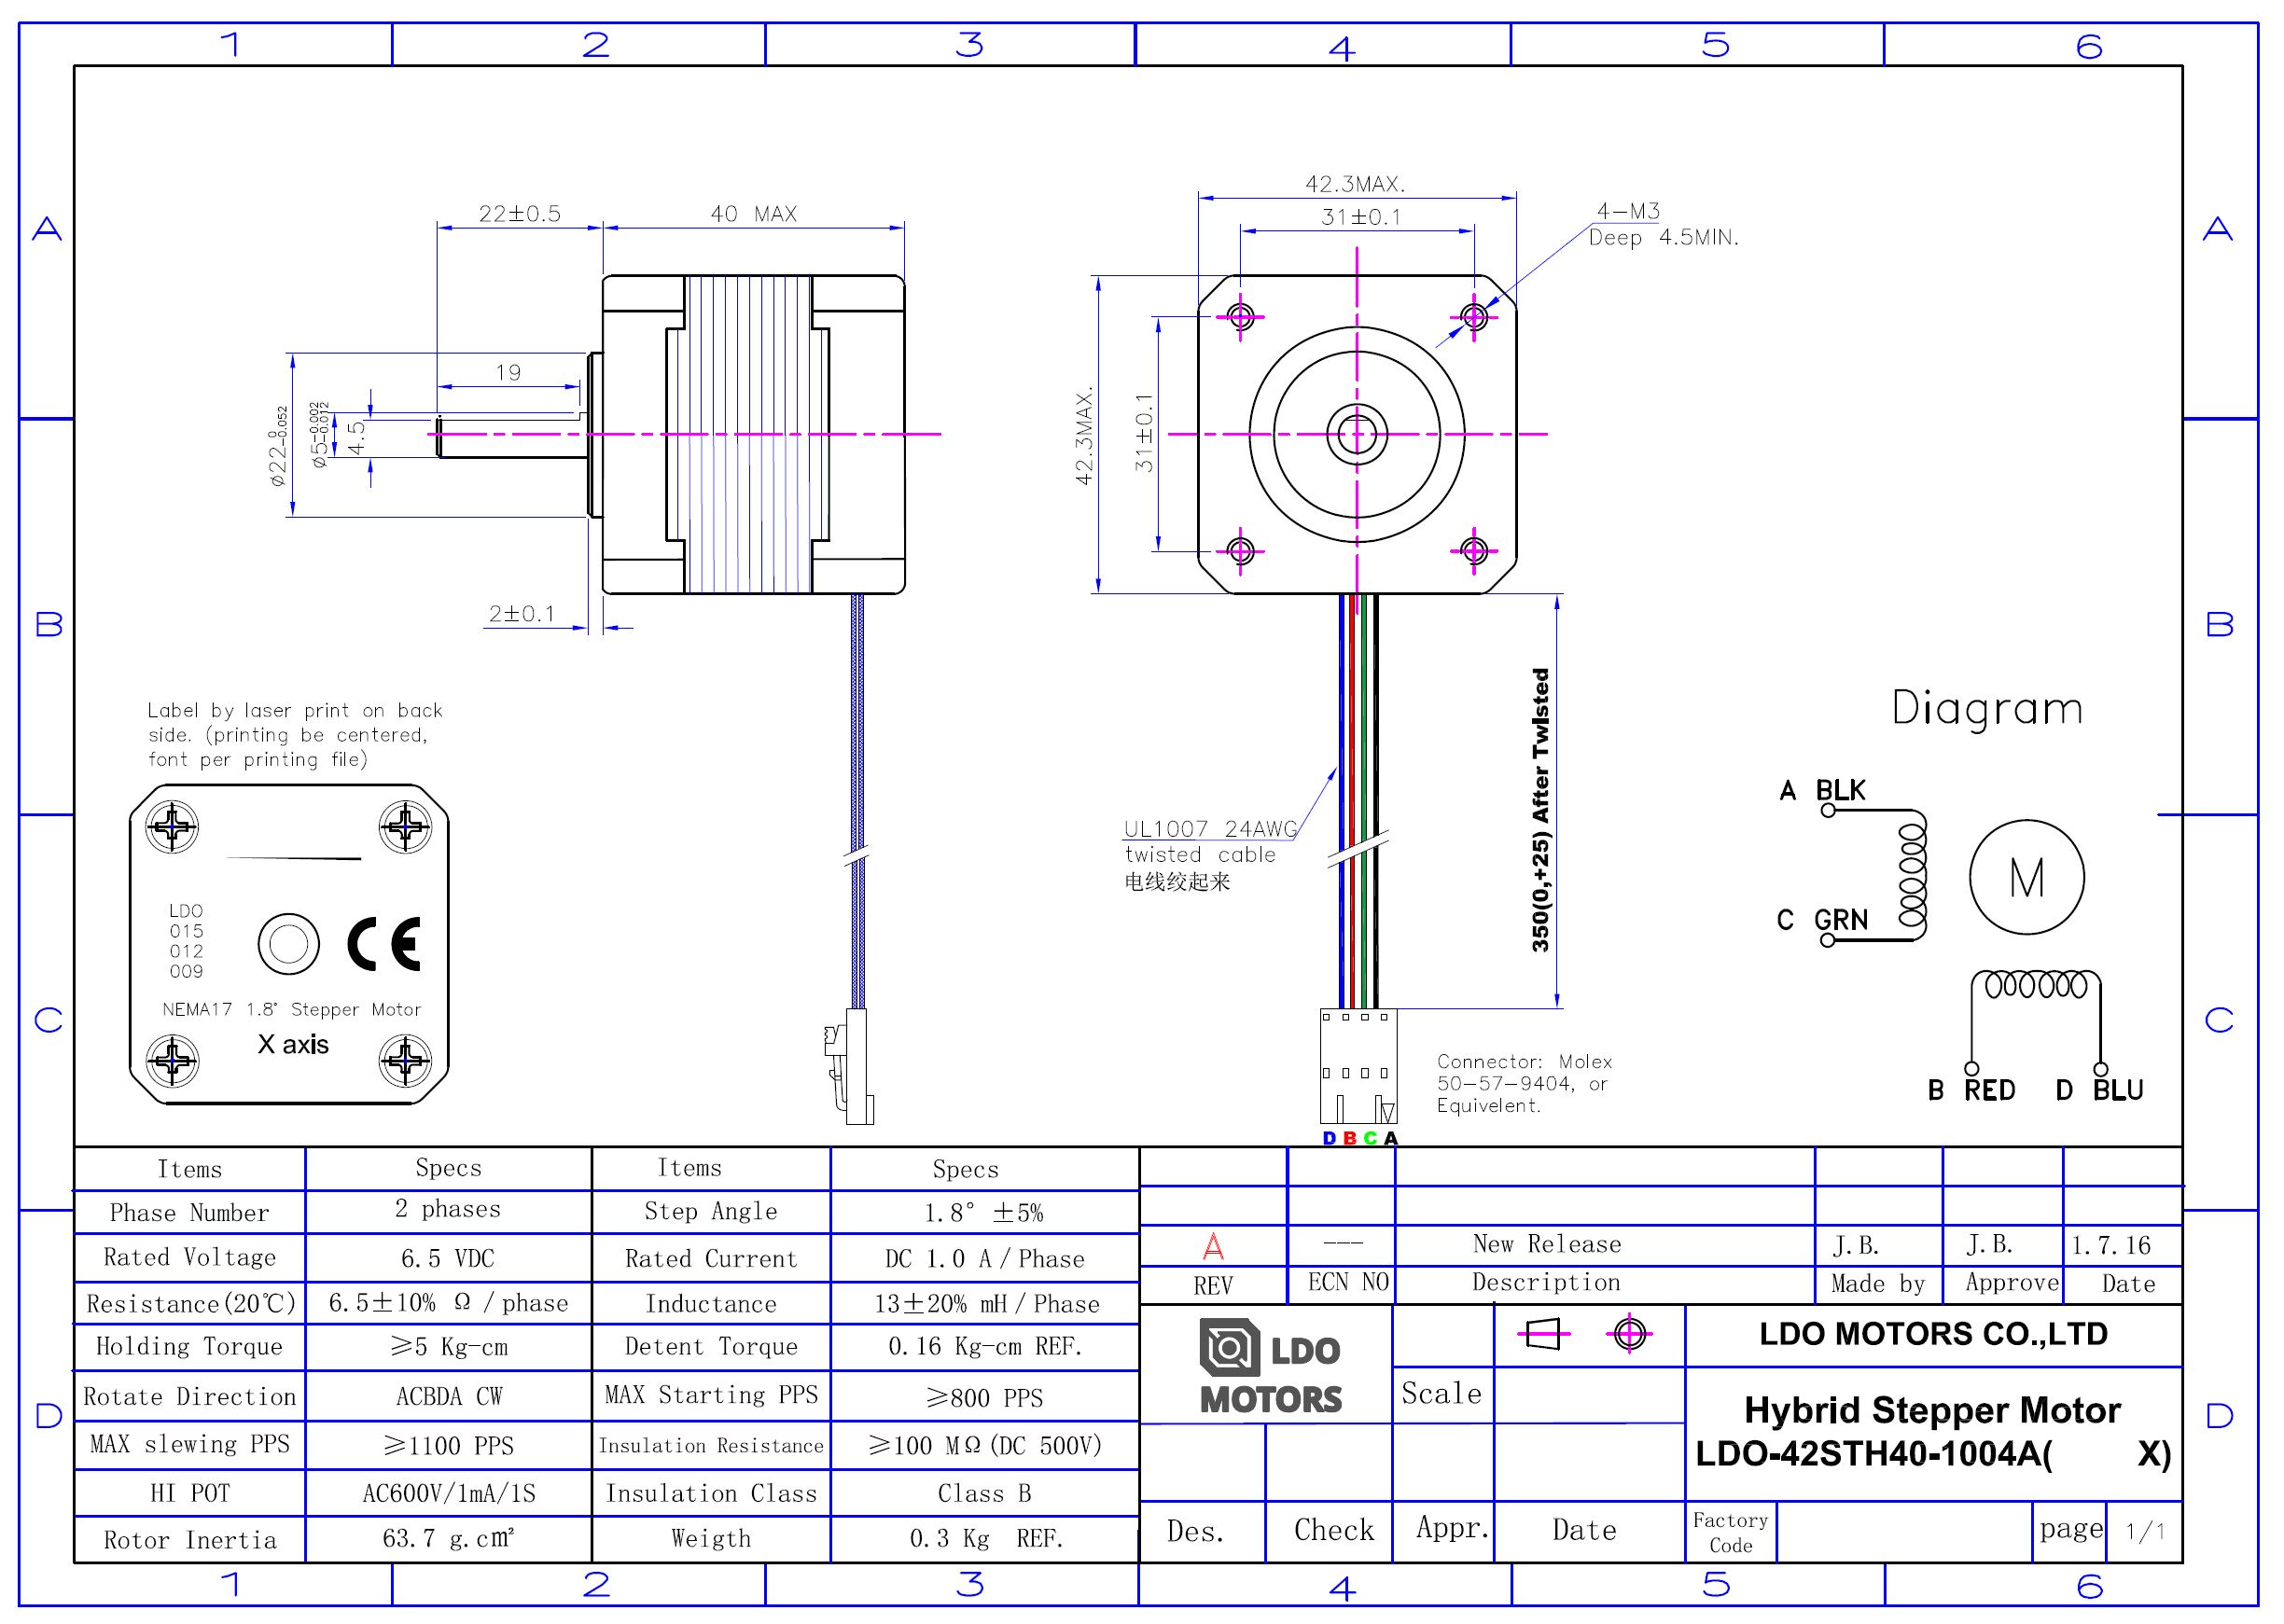 1 2 3 4 5 6
A A
B B
C C
D D
22±0.5
40 MAX
19
ø22 0 -0.052
ø5 -0.002 -0.012
4.5
2±0.1
42.3MAX.
31±0.1
4-M3
Deep 4.5MIN.
42.3MAX.
31±0.1
350(0,+25) After Twisted
UL1007 24AWG
twisted cable
电线绞起来
Connector: Molex
50-57-9404, or
Equivelent.
D B C A
Label by laser print on back
side. (printing be centered,
font per printing file)
LDO
015
012
009
CE
NEMA17 1.8° Stepper Motor
X axis
Diagram
A BLK
C GRN
M
B RED D BLU
Items Specs Items Specs
Phase Number 2 phases Step Angle 1.8° ±5%
Rated Voltage 6.5 VDC Rated Current DC 1.0 A/Phase
Resistance(20℃) 6.5±10% Ω /phase Inductance 13±20% mH/Phase
Holding Torque ≥5 Kg-cm Detent Torque 0.16 Kg-cm REF.
Rotate Direction ACBDA CW MAX Starting PPS ≥800 PPS
MAX slewing PPS ≥1100 PPS Insulation Resistance ≥100 MΩ(DC 500V)
HI POT AC600V/1mA/1S Insulation Class Class B
Rotor Inertia 63.7 g.cm² Weigth 0.3 Kg REF.
A --- New Release J.B. J.B. 1.7.16
REV ECN NO Description Made by Approve Date
LDO
MOTORS
Scale
LDO MOTORS CO.,LTD
Hybrid Stepper Motor
LDO-42STH40-1004A( X)
Des. Check Appr. Date
Factory
Code
page 1/1
1 2 3 4 5 6